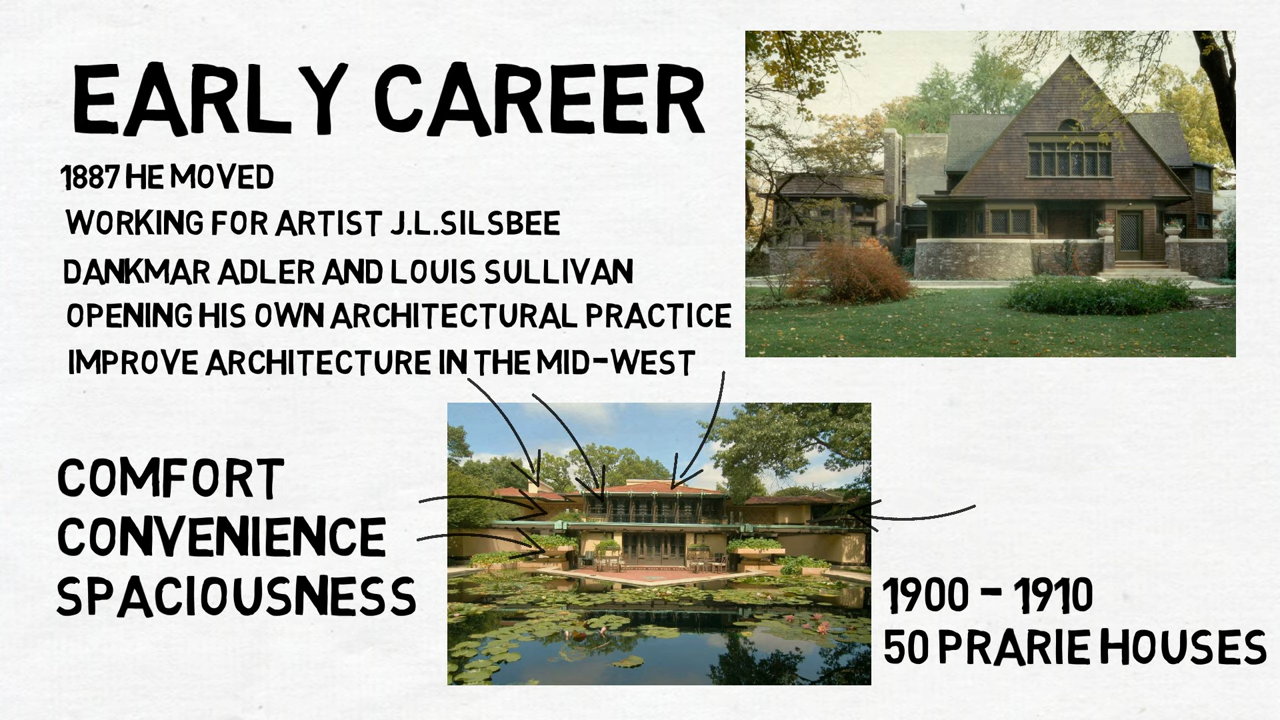 EARLY CAREER
1887 HE MOVED
WORKING FOR ARTIST J.L.SILSBEE
DANKMAR ADLER AND LOUIS SULLIVAN
OPENING HIS OWN ARCHITECTURAL PRACTICE
IMPROVE ARCHITECTURE IN THE MID-WEST
COMFORT
CONVENIENCE
SPACIOUSNESS
1900 - 1910
50 PRARIE HOUSES